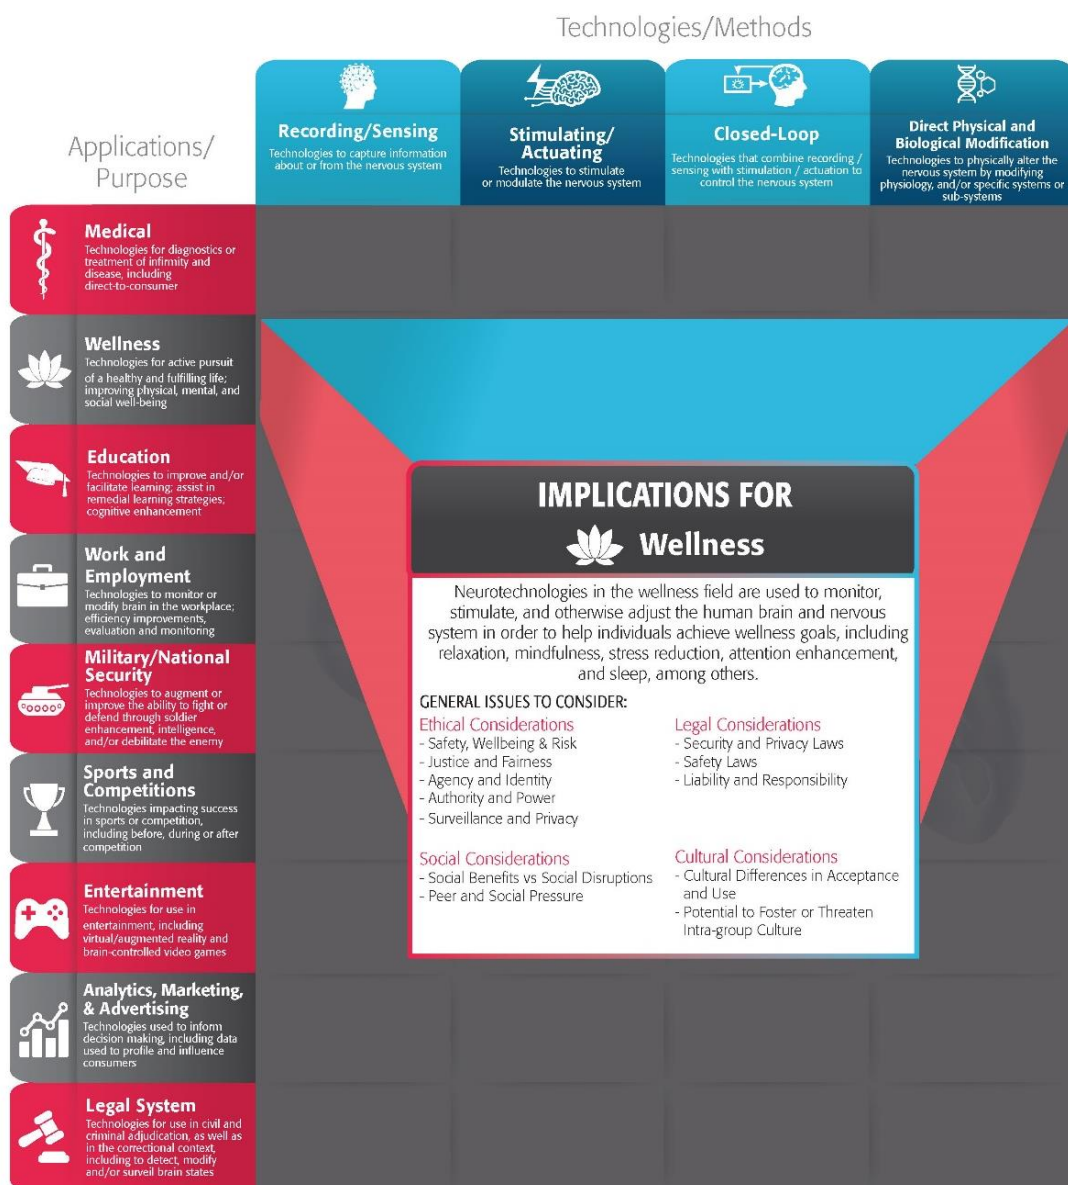 Technologies/Methods
Applications/
Purpose
Recording/Sensing
Technologies to capture information
about or from the nervous system
Stimulating/
Actuating
Technologies to stimulate
or modulate the nervous system
Closed-Loop
Technologies that combine recording /
sensing with stimulation / actuation to
control the nervous system
Direct Physical and
Biological Modification
Technologies to physically alter the
nervous system by modifying
physiology, and/or specific systems or
sub-systems
Medical
Technologies for diagnostics or
treatment of infirmity and
disease, including
direct-to-consumer
Wellness
Technologies for active pursuit
of a healthy and fulfilling life;
improving physical, mental, and
social well-being
Education
Technologies to improve and/or
facilitate learning; assist in
remedial learning strategies;
cognitive enhancement
Work and
Employment
Technologies to monitor or
modify brain in the workplace;
efficiency improvements,
evaluation and monitoring
Military/National
Security
Technologies to augment or
improve the ability to fight or
defend through soldier
enhancement, intelligence,
and/or debilitate the enemy
Sports and
Competitions
Technologies impacting success
in sports or competition,
including before, during or after
competition
Entertainment
Technologies for use in
entertainment, including
virtual/augmented reality and
brain-controlled video games
Analytics, Marketing,
& Advertising
Technologies used to inform
decision making, including data
used to profile and influence
consumers
Legal System
Technologies for use in civil and
criminal adjudication, as well as
in the correctional context,
including to detect, modify
and/or surveil brain states
IMPLICATIONS FOR
Wellness
Neurotechnologies in the wellness field are used to monitor,
stimulate, and otherwise adjust the human brain and nervous
system in order to help individuals achieve wellness goals, including
relaxation, mindfulness, stress reduction, attention enhancement,
and sleep, among others.
GENERAL ISSUES TO CONSIDER:
Ethical Considerations
- Safety, Wellbeing & Risk
- Justice and Fairness
- Agency and Identity
- Authority and Power
- Surveillance and Privacy
Legal Considerations
- Security and Privacy Laws
- Safety Laws
- Liability and Responsibility
Social Considerations
- Social Benefits vs Social Disruptions
- Peer and Social Pressure
Cultural Considerations
- Cultural Differences in Acceptance
and Use
- Potential to Foster or Threaten
Intra-group Culture